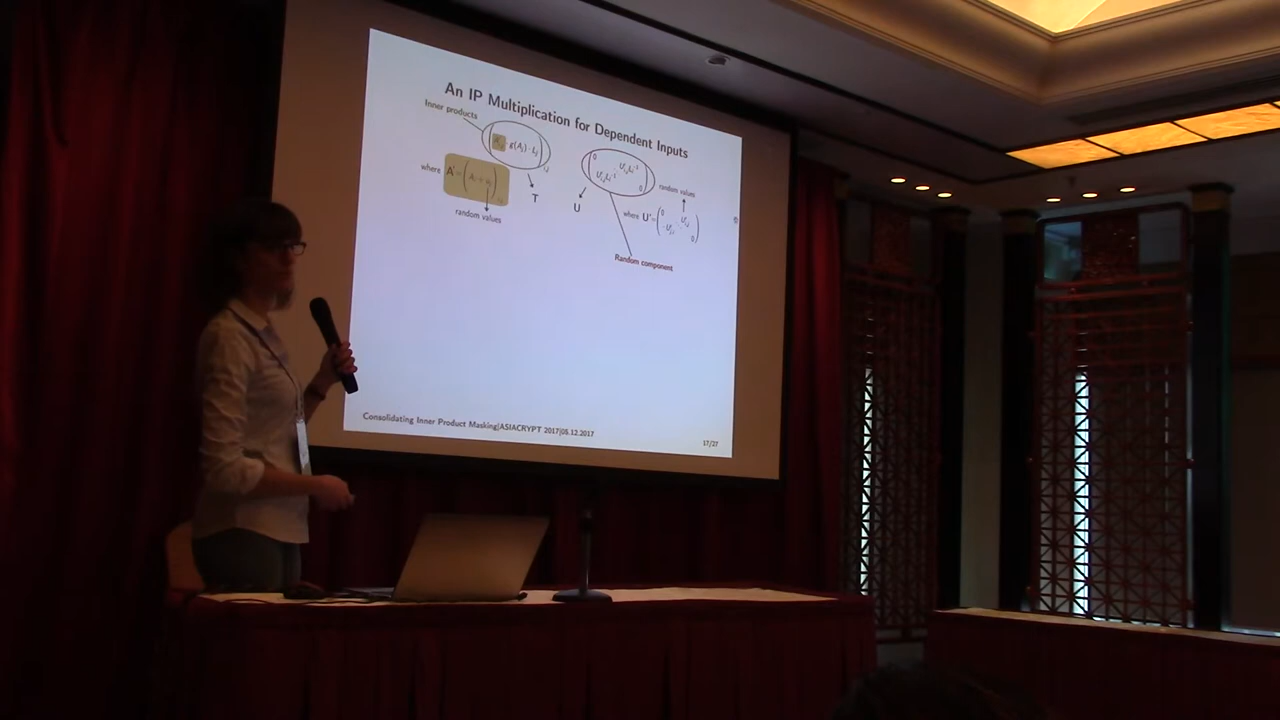 An IP Multiplication for Dependent Inputs
Inner products
where A' =
random values
T
U
random values
where U' =
Random component
Consolidating Inner Product Masking|ASIACRYPT 2017|05.12.2017
17/27